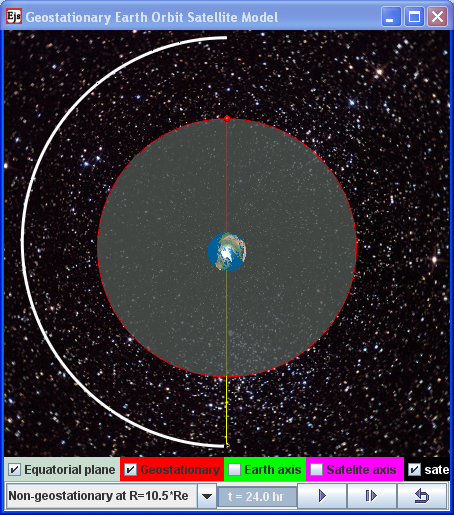 Ejs Geostationary Earth Orbit Satellite Model
Equatorial plane Geostationary Earth axis Satelite axis sate
Non-geostationary at R=10.5*Re t = 24.0 hr